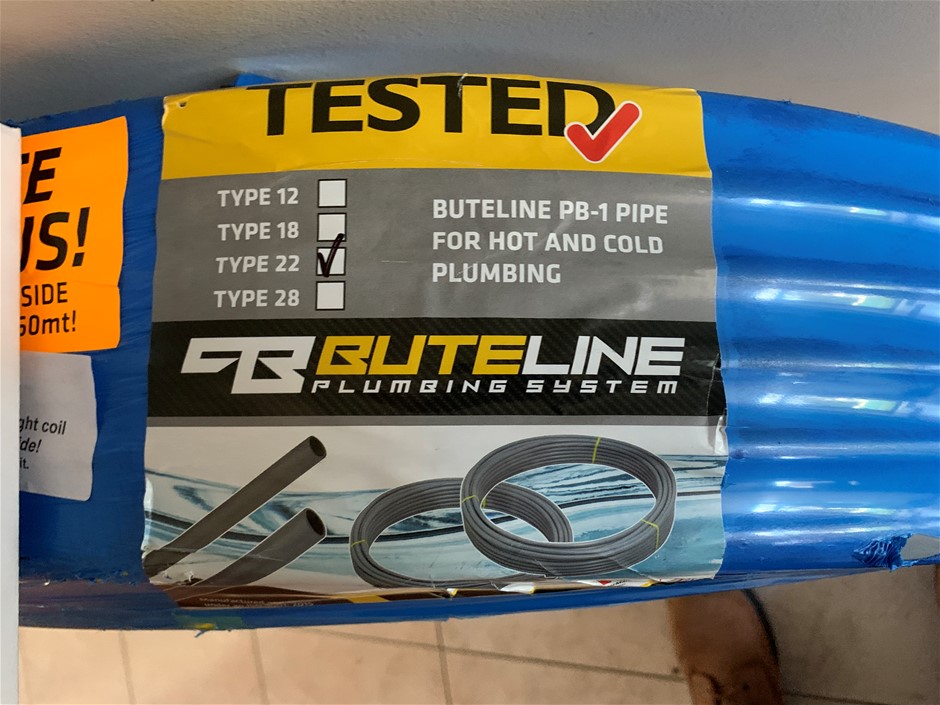 TESTED
TYPE 12
TYPE 18
TYPE 22
TYPE 28
BUTELINE PB-1 PIPE
FOR HOT AND COLD
PLUMBING
BUTELINE
PLUMBING SYSTEM
TE
US!
SIDE
50mt!
ght coil
ide!
it.